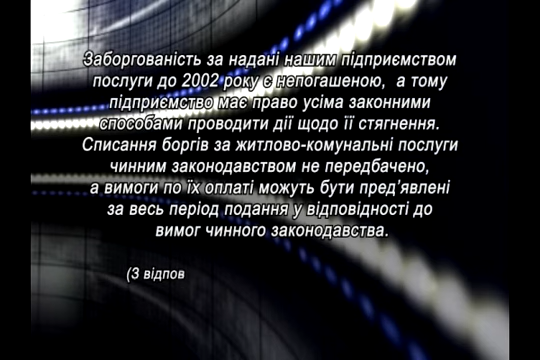 Заборгованість за надані нашим підприємством
послуги до 2002 року є непогашеною, а тому
підприємство має право усіма законними
способами проводити дії щодо її стягнення.
Списання боргів за житлово-комунальні послуги
чинним законодавством не передбачено,
а вимоги по їх оплаті можуть бути пред'явлені
за весь період подання у відповідності до
вимог чинного законодавства.
(З відпов